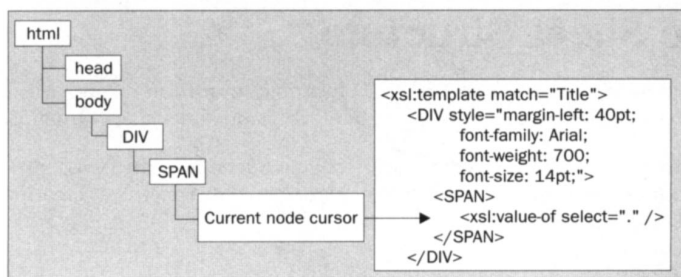 html
head
body
DIV
SPAN
Current node cursor
<xsl:template match="Title">
<DIV style="margin-left: 40pt;
font-family: Arial;
font-weight: 700;
font-size: 14pt;">
<SPAN>
<xsl:value-of select="." />
</SPAN>
</DIV>